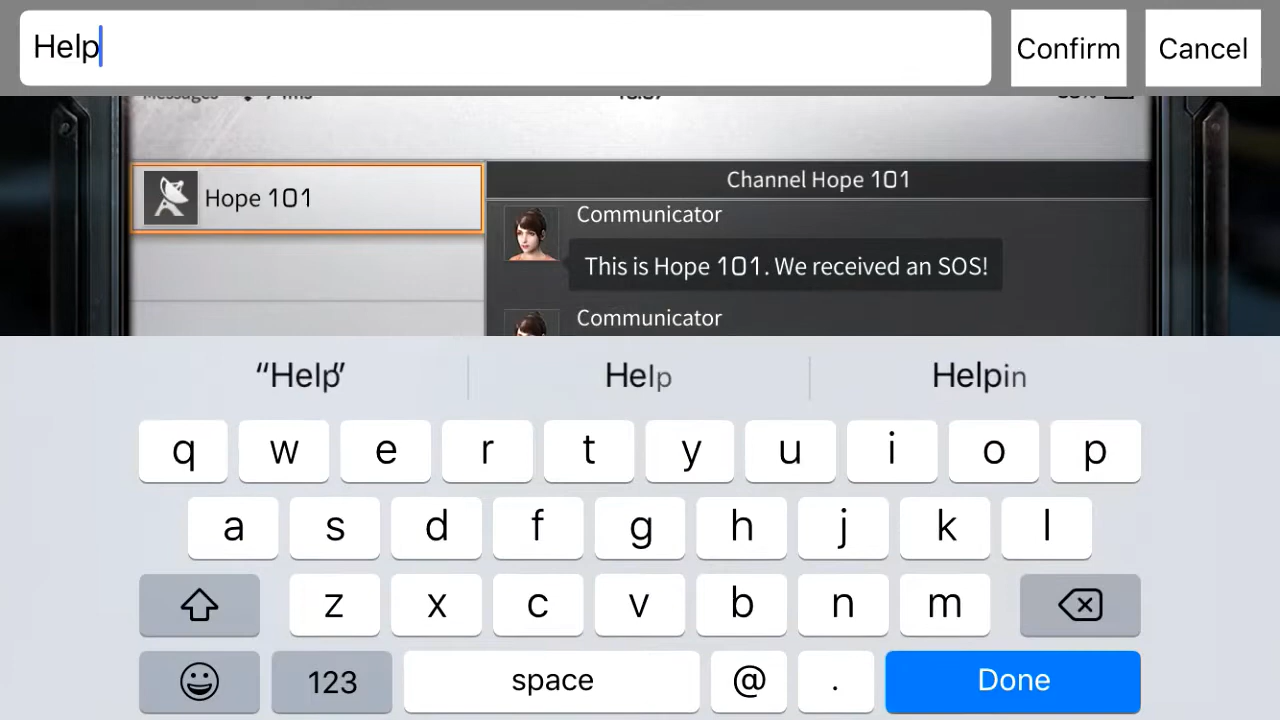 Help
Confirm
Cancel
Messages
Hope 101
Channel Hope 101
Communicator
This is Hope 101. We received an SOS!
Communicator
“Help”
Help
Helpin
q w e r t y u i o p
a s d f g h j k l
z x c v b n m
123
space
@
.
Done